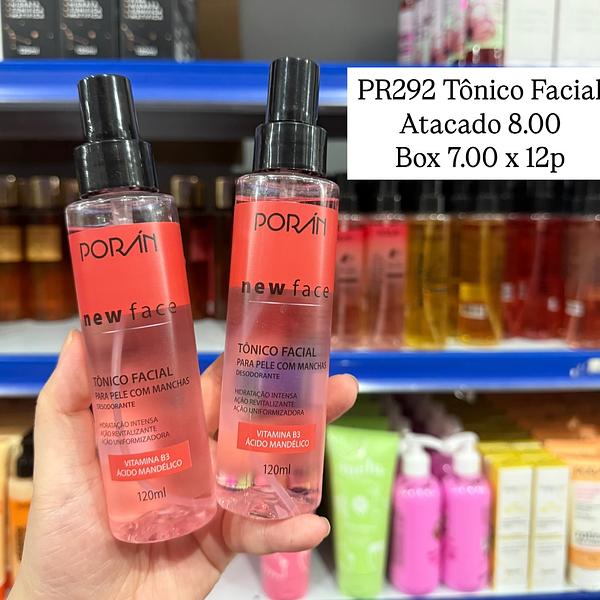 PR292 Tônico Facial
Atacado 8.00
Box 7.00 x 12p
PORÁN
new face
TÔNICO FACIAL
PARA PELE COM MANCHAS
DESODORANTE
HIDRATAÇÃO INTENSA
AÇÃO REVITALIZANTE
AÇÃO UNIFORMIZADORA
VITAMINA B3
ÁCIDO MANDÉLICO
120ml
PORÁN
new face
TÔNICO FACIAL
PARA PELE COM MANCHAS
DESODORANTE
HIDRATAÇÃO INTENSA
AÇÃO REVITALIZANTE
AÇÃO UNIFORMIZADORA
VITAMINA B3
ÁCIDO MANDÉLICO
120ml